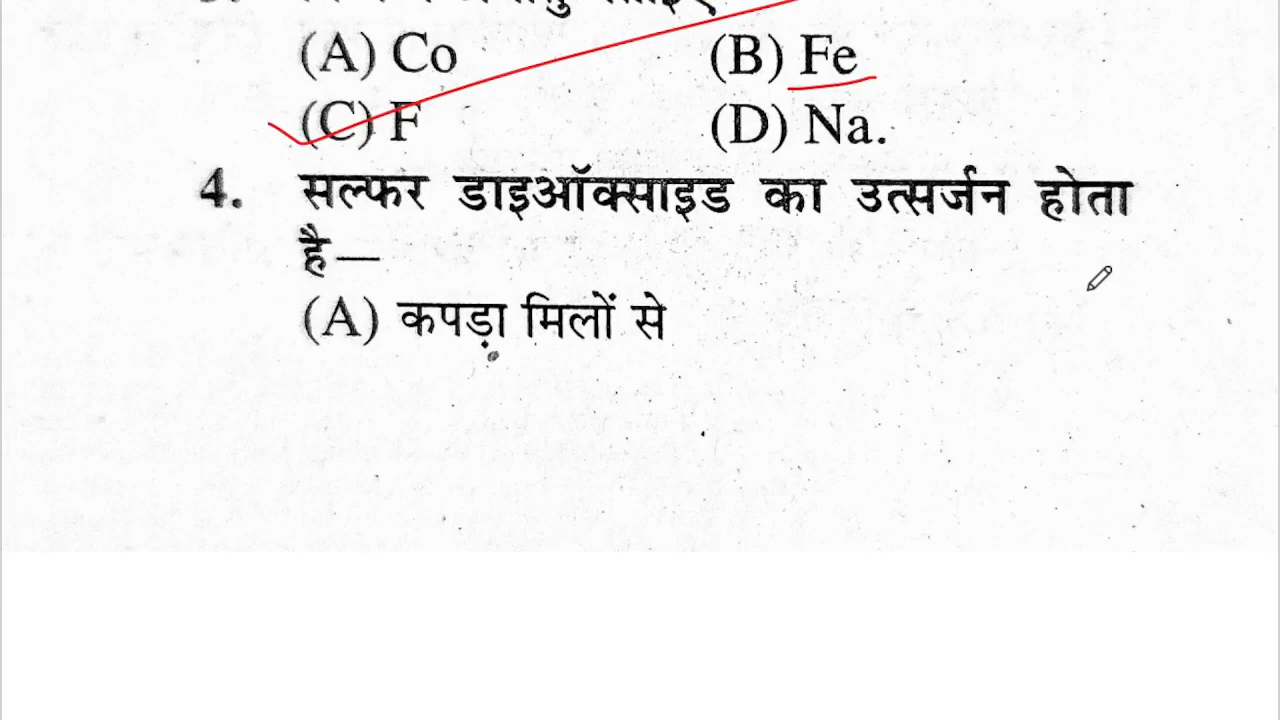 (A) Co (B) Fe
(C) F (D) Na.
4. सल्फर डाइऑक्साइड का उत्सर्जन होता
है—
(A) कपड़ा मिलों से